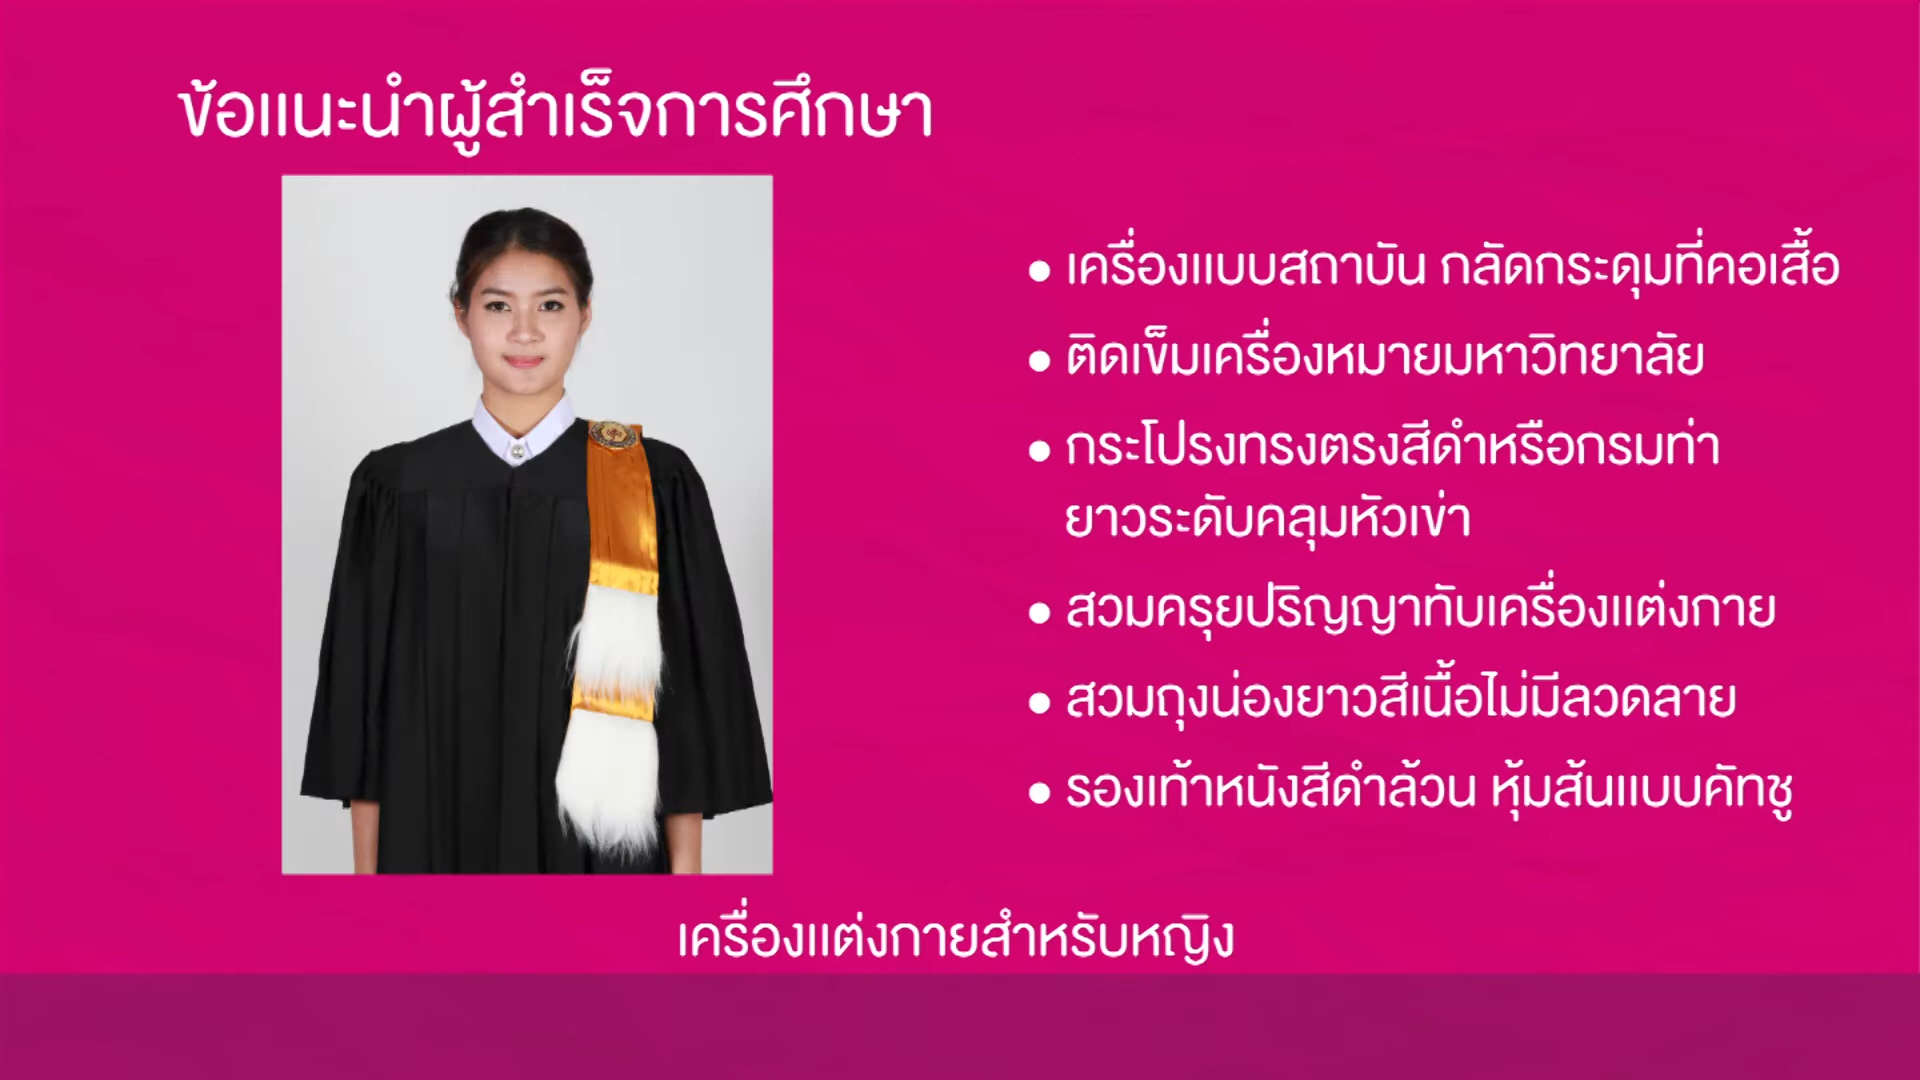 ข้อแนะนำผู้สำเร็จการศึกษา
● เครื่องแบบสถาบัน กลัดกระดุมที่คอเสื้อ
● ติดเข็มเครื่องหมายมหาวิทยาลัย
● กระโปรงทรงตรงสีดำหรือกรมท่า
ยาวระดับคลุมหัวเข่า
● สวมครุยปริญญาทับเครื่องแต่งกาย
● สวมถุงน่องยาวสีเนื้อไม่มีลวดลาย
● รองเท้าหนังสีดำล้วน หุ้มส้นแบบคัทชู
เครื่องแต่งกายสำหรับหญิง